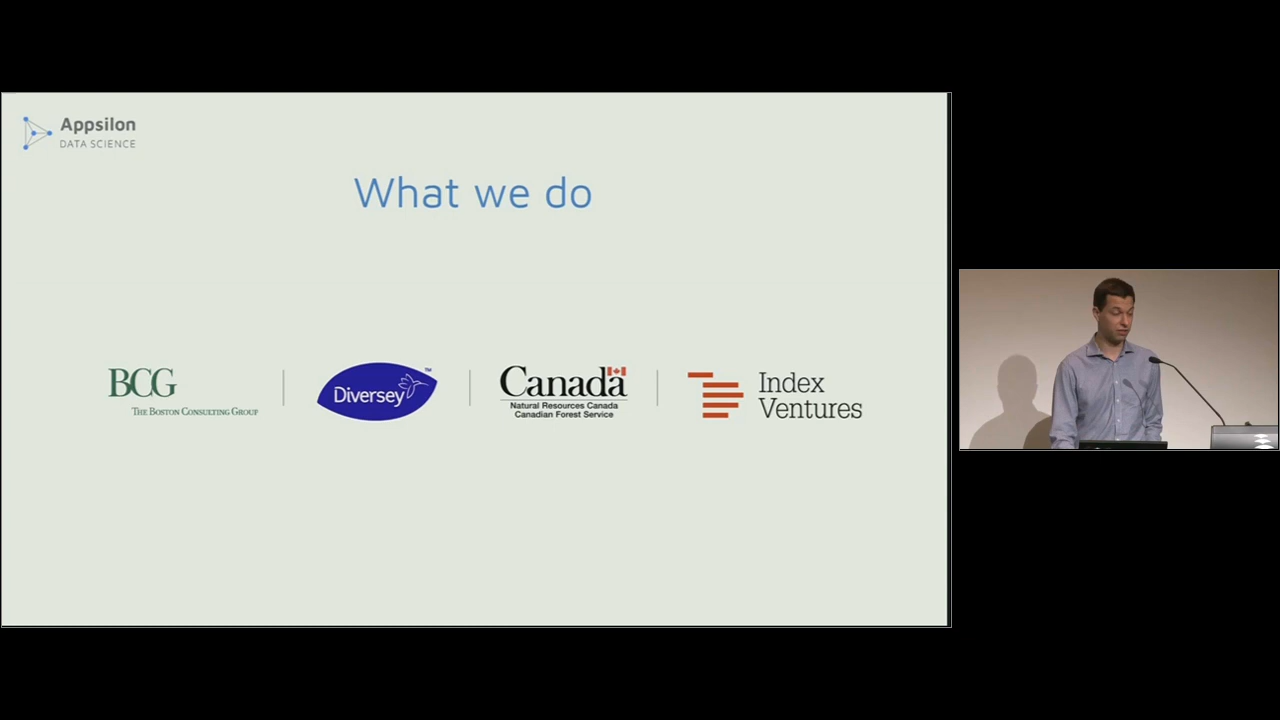 Appsilon
DATA SCIENCE
What we do
BCG
THE BOSTON CONSULTING GROUP
Diversey™
Canada
Natural Resources Canada
Canadian Forest Service
Index
Ventures